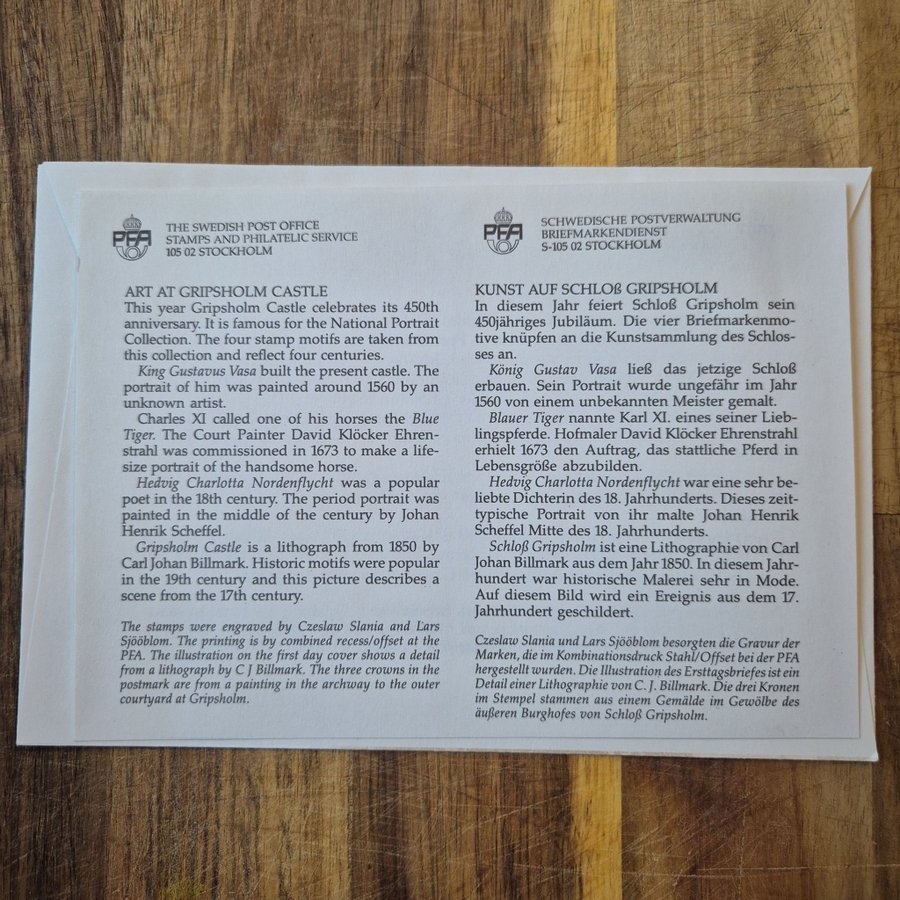 PFA
THE SWEDISH POST OFFICE
STAMPS AND PHILATELIC SERVICE
105 02 STOCKHOLM
ART AT GRIPSHOLM CASTLE
This year Gripsholm Castle celebrates its 450th
anniversary. It is famous for the National Portrait
Collection. The four stamp motifs are taken from
this collection and reflect four centuries.
King Gustavus Vasa built the present castle. The
portrait of him was painted around 1560 by an
unknown artist.
Charles XI called one of his horses the Blue
Tiger. The Court Painter David Klöcker Ehren-
strahl was commissioned in 1673 to make a life-
size portrait of the handsome horse.
Hedvig Charlotta Nordenflycht was a popular
poet in the 18th century. The period portrait was
painted in the middle of the century by Johan
Henrik Scheffel.
Gripsholm Castle is a lithograph from 1850 by
Carl Johan Billmark. Historic motifs were popular
in the 19th century and this picture describes a
scene from the 17th century.
The stamps were engraved by Czeslaw Slania and Lars
Sjööblom. The printing is by combined recess/offset at the
PFA. The illustration on the first day cover shows a detail
from a lithograph by C J Billmark. The three crowns in the
postmark are from a painting in the archway to the outer
courtyard at Gripsholm.
PFA
SCHWEDISCHE POSTVERWALTUNG
BRIEFMARKENDIENST
S-105 02 STOCKHOLM
KUNST AUF SCHLOß GRIPSHOLM
In diesem Jahr feiert Schloß Gripsholm sein
450jähriges Jubiläum. Die vier Briefmarkenmo-
tive knüpfen an die Kunstsammlung des Schlos-
ses an.
König Gustav Vasa ließ das jetzige Schloß
erbauen. Sein Portrait wurde ungefähr im Jahr
1560 von einem unbekannten Meister gemalt.
Blauer Tiger nannte Karl XI. eines seiner Lieb-
lingspferde. Hofmaler David Klöcker Ehrenstrahl
erhielt 1673 den Auftrag, das stattliche Pferd in
Lebensgröße abzubilden.
Hedvig Charlotta Nordenflycht war eine sehr be-
liebte Dichterin des 18. Jahrhunderts. Dieses zeit-
typische Portrait von ihr malte Johan Henrik
Scheffel Mitte des 18. Jahrhunderts.
Schloß Gripsholm ist eine Lithographie von Carl
Johan Billmark aus dem Jahr 1850. In diesem Jahr-
hundert war historische Malerei sehr in Mode.
Auf diesem Bild wird ein Ereignis aus dem 17.
Jahrhundert geschildert.
Czeslaw Slania und Lars Sjööblom besorgten die Gravur der
Marken, die im Kombinationsdruck Stahl/Offset bei der PFA
hergestellt wurden. Die Illustration des Ersttagsbriefes ist ein
Detail einer Lithographie von C. J. Billmark. Die drei Kronen
im Stempel stammen aus einem Gemälde im Gewölbe des
äußeren Burghofes von Schloß Gripsholm.